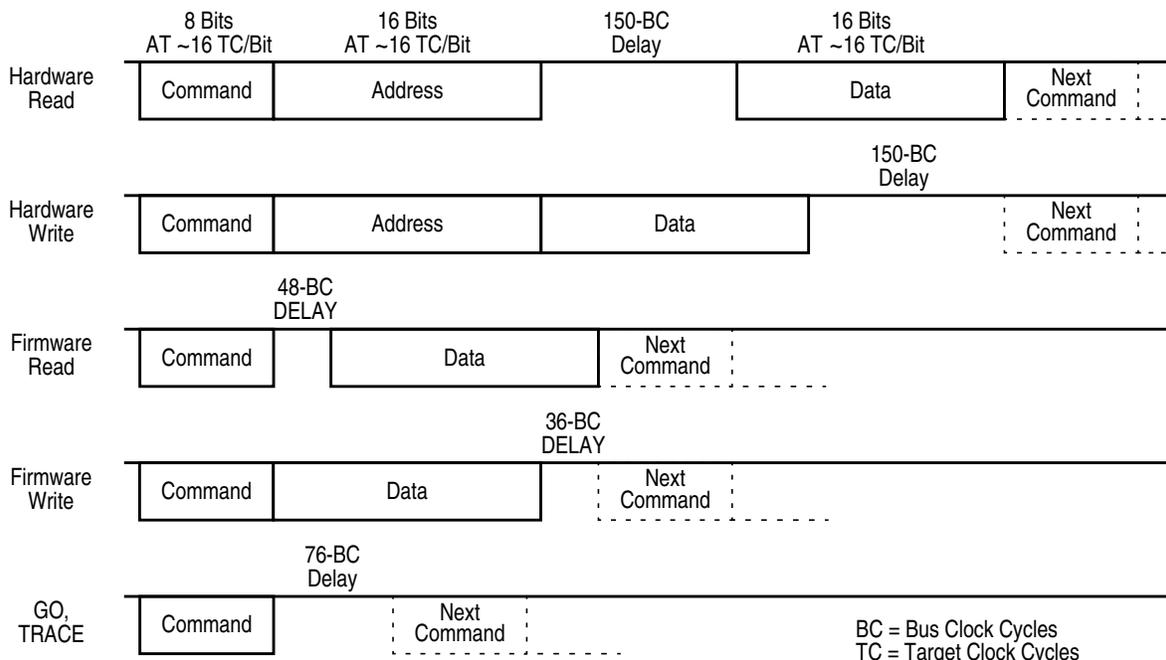 8 Bits
AT ~16 TC/Bit
16 Bits
AT ~16 TC/Bit
150-BC
Delay
16 Bits
AT ~16 TC/Bit
Hardware
Read
Command
Address
Data
Next
Command
150-BC
Delay
Hardware
Write
Command
Address
Data
Next
Command
48-BC
DELAY
Firmware
Read
Command
Data
Next
Command
36-BC
DELAY
Firmware
Write
Command
Data
Next
Command
76-BC
Delay
GO,
TRACE
Command
Next
Command
BC = Bus Clock Cycles
TC = Target Clock Cycles